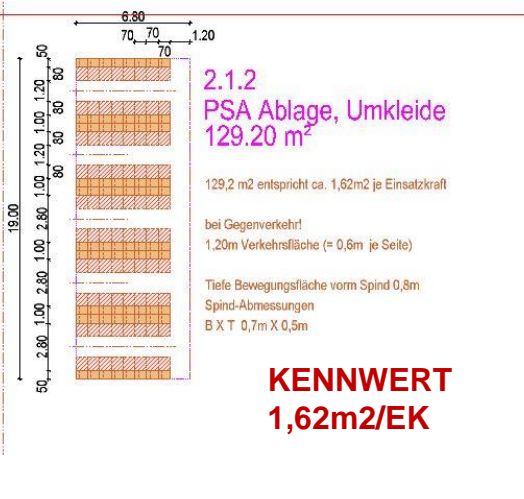 6.80
70 70 1.20
70
50
80
1.20
80
1.00
80
1.20
80
1.00
19.00
2.80
1.00
2.80
1.00
2.80
50
2.1.2
PSA Ablage, Umkleide
129.20 m²
129,2 m2 entspricht ca. 1,62m2 je Einsatzkraft
bei Gegenverkehr!
1,20m Verkehrsfläche (= 0,6m je Seite)
Tiefe Bewegungsfläche vorm Spind 0,8m
Spind-Abmessungen
B X T 0,7m X 0,5m
KENNWERT
1,62m2/EK